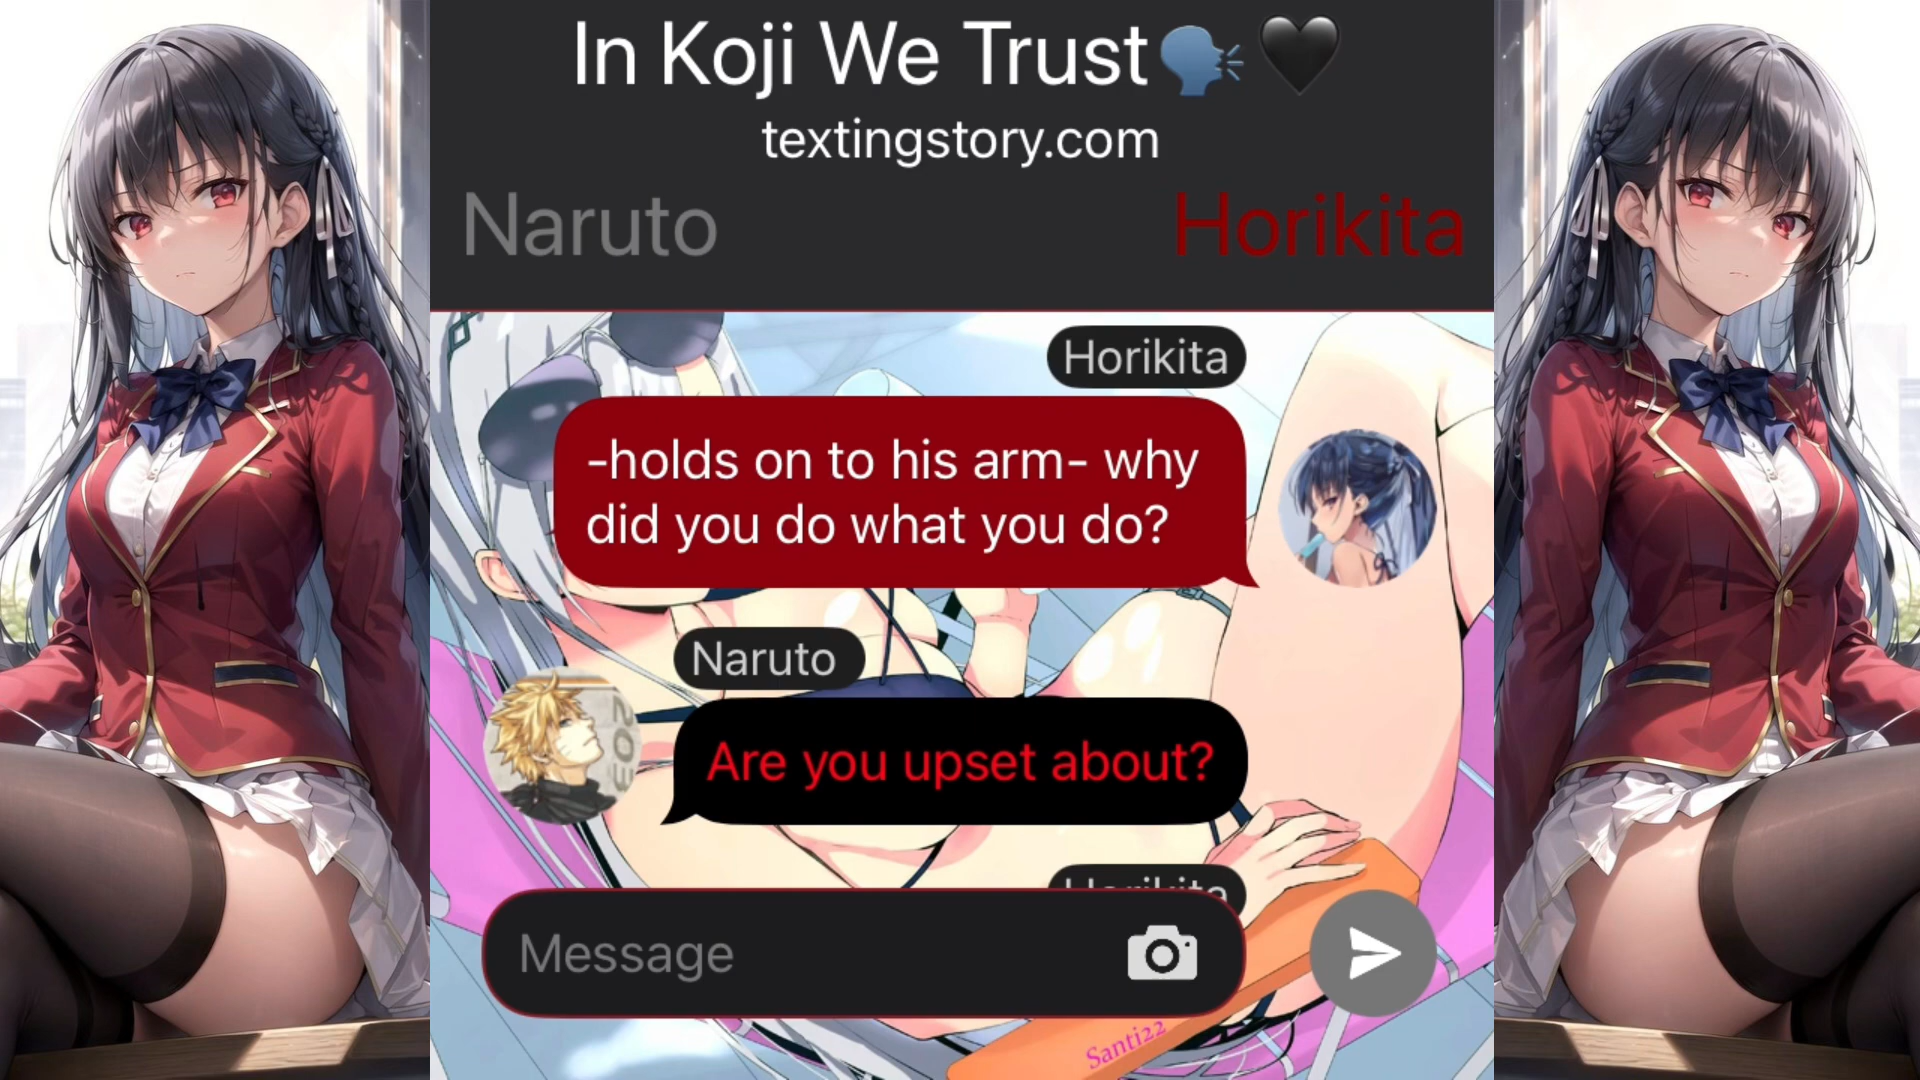 In Koji We Trust🗣️🖤
textingstory.com
Naruto
Horikita
Horikita
-holds on to his arm- why
did you do what you do?
Naruto
Are you upset about?
Horikita
Message
Santi22